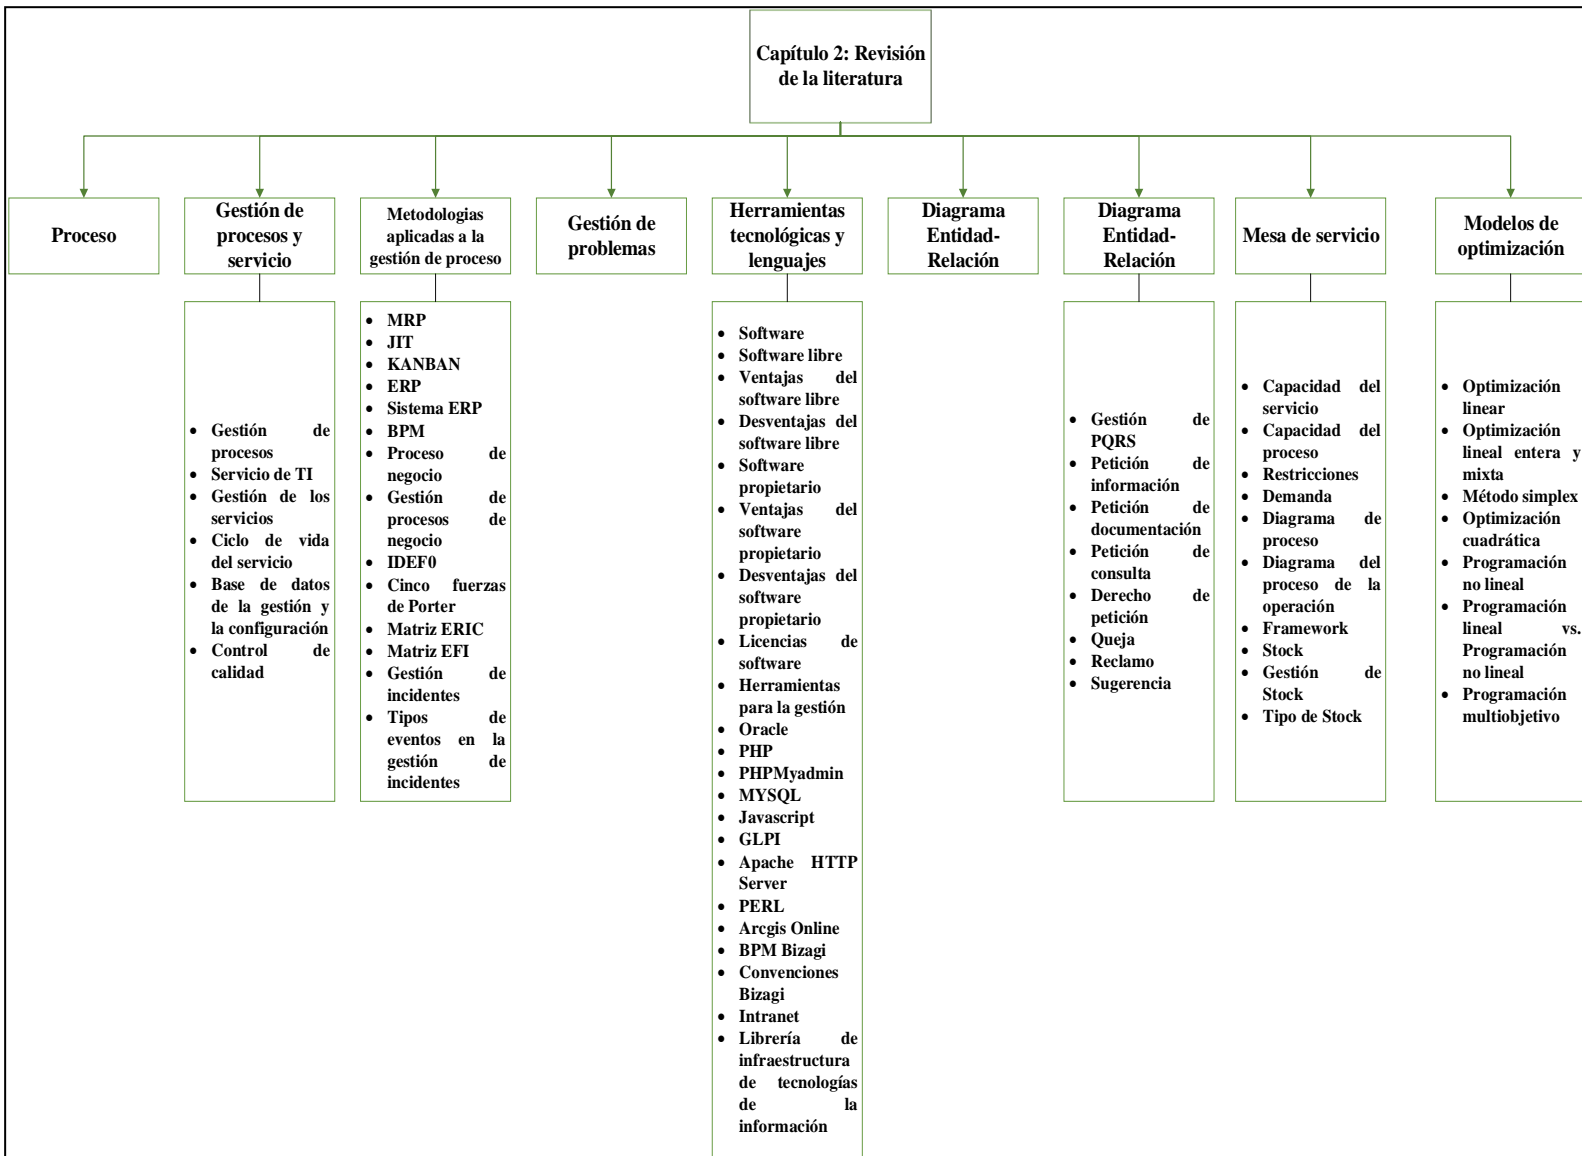 Capítulo 2: Revisión
de la literatura
Proceso
Gestión de
procesos y
servicio
Metodologias
aplicadas a la
gestión de proceso
Gestión de
problemas
Herramientas
tecnológicas y
lenguajes
Diagrama
Entidad-
Relación
Diagrama
Entidad-
Relación
Mesa de servicio
Modelos de
optimización
• Gestión de
procesos
• Servicio de TI
• Gestión de los
servicios
• Ciclo de vida
del servicio
• Base de datos
de la gestión y
la configuración
• Control de
calidad
• MRP
• JIT
• KANBAN
• ERP
• Sistema ERP
• BPM
• Proceso de
negocio
• Gestión de
procesos de
negocio
• IDEF0
• Cinco fuerzas
de Porter
• Matriz ERIC
• Matriz EFI
• Gestión de
incidentes
• Tipos de
eventos en la
gestión de
incidentes
• Software
• Software libre
• Ventajas del
software libre
• Desventajas del
software libre
• Software
propietario
• Ventajas del
software
propietario
• Desventajas del
software
propietario
• Licencias de
software
• Herramientas
para la gestión
• Oracle
• PHP
• PHPMyadmin
• MYSQL
• Javascript
• GLPI
• Apache HTTP
Server
• PERL
• Arcgis Online
• BPM Bizagi
• Convenciones
Bizagi
• Intranet
• Librería de
infraestructura
de tecnologías
de la
información
• Gestión de
PQRS
• Petición de
información
• Petición de
documentación
• Petición de
consulta
• Derecho de
petición
• Queja
• Reclamo
• Sugerencia
• Capacidad del
servicio
• Capacidad del
proceso
• Restricciones
• Demanda
• Diagrama de
proceso
• Diagrama del
proceso de la
operación
• Framework
• Stock
• Gestión de
Stock
• Tipo de Stock
• Optimización
linear
• Optimización
lineal entera y
mixta
• Método simplex
• Optimización
cuadrática
• Programación
no lineal
• Programación
lineal vs.
Programación
no lineal
• Programación
multiobjetivo